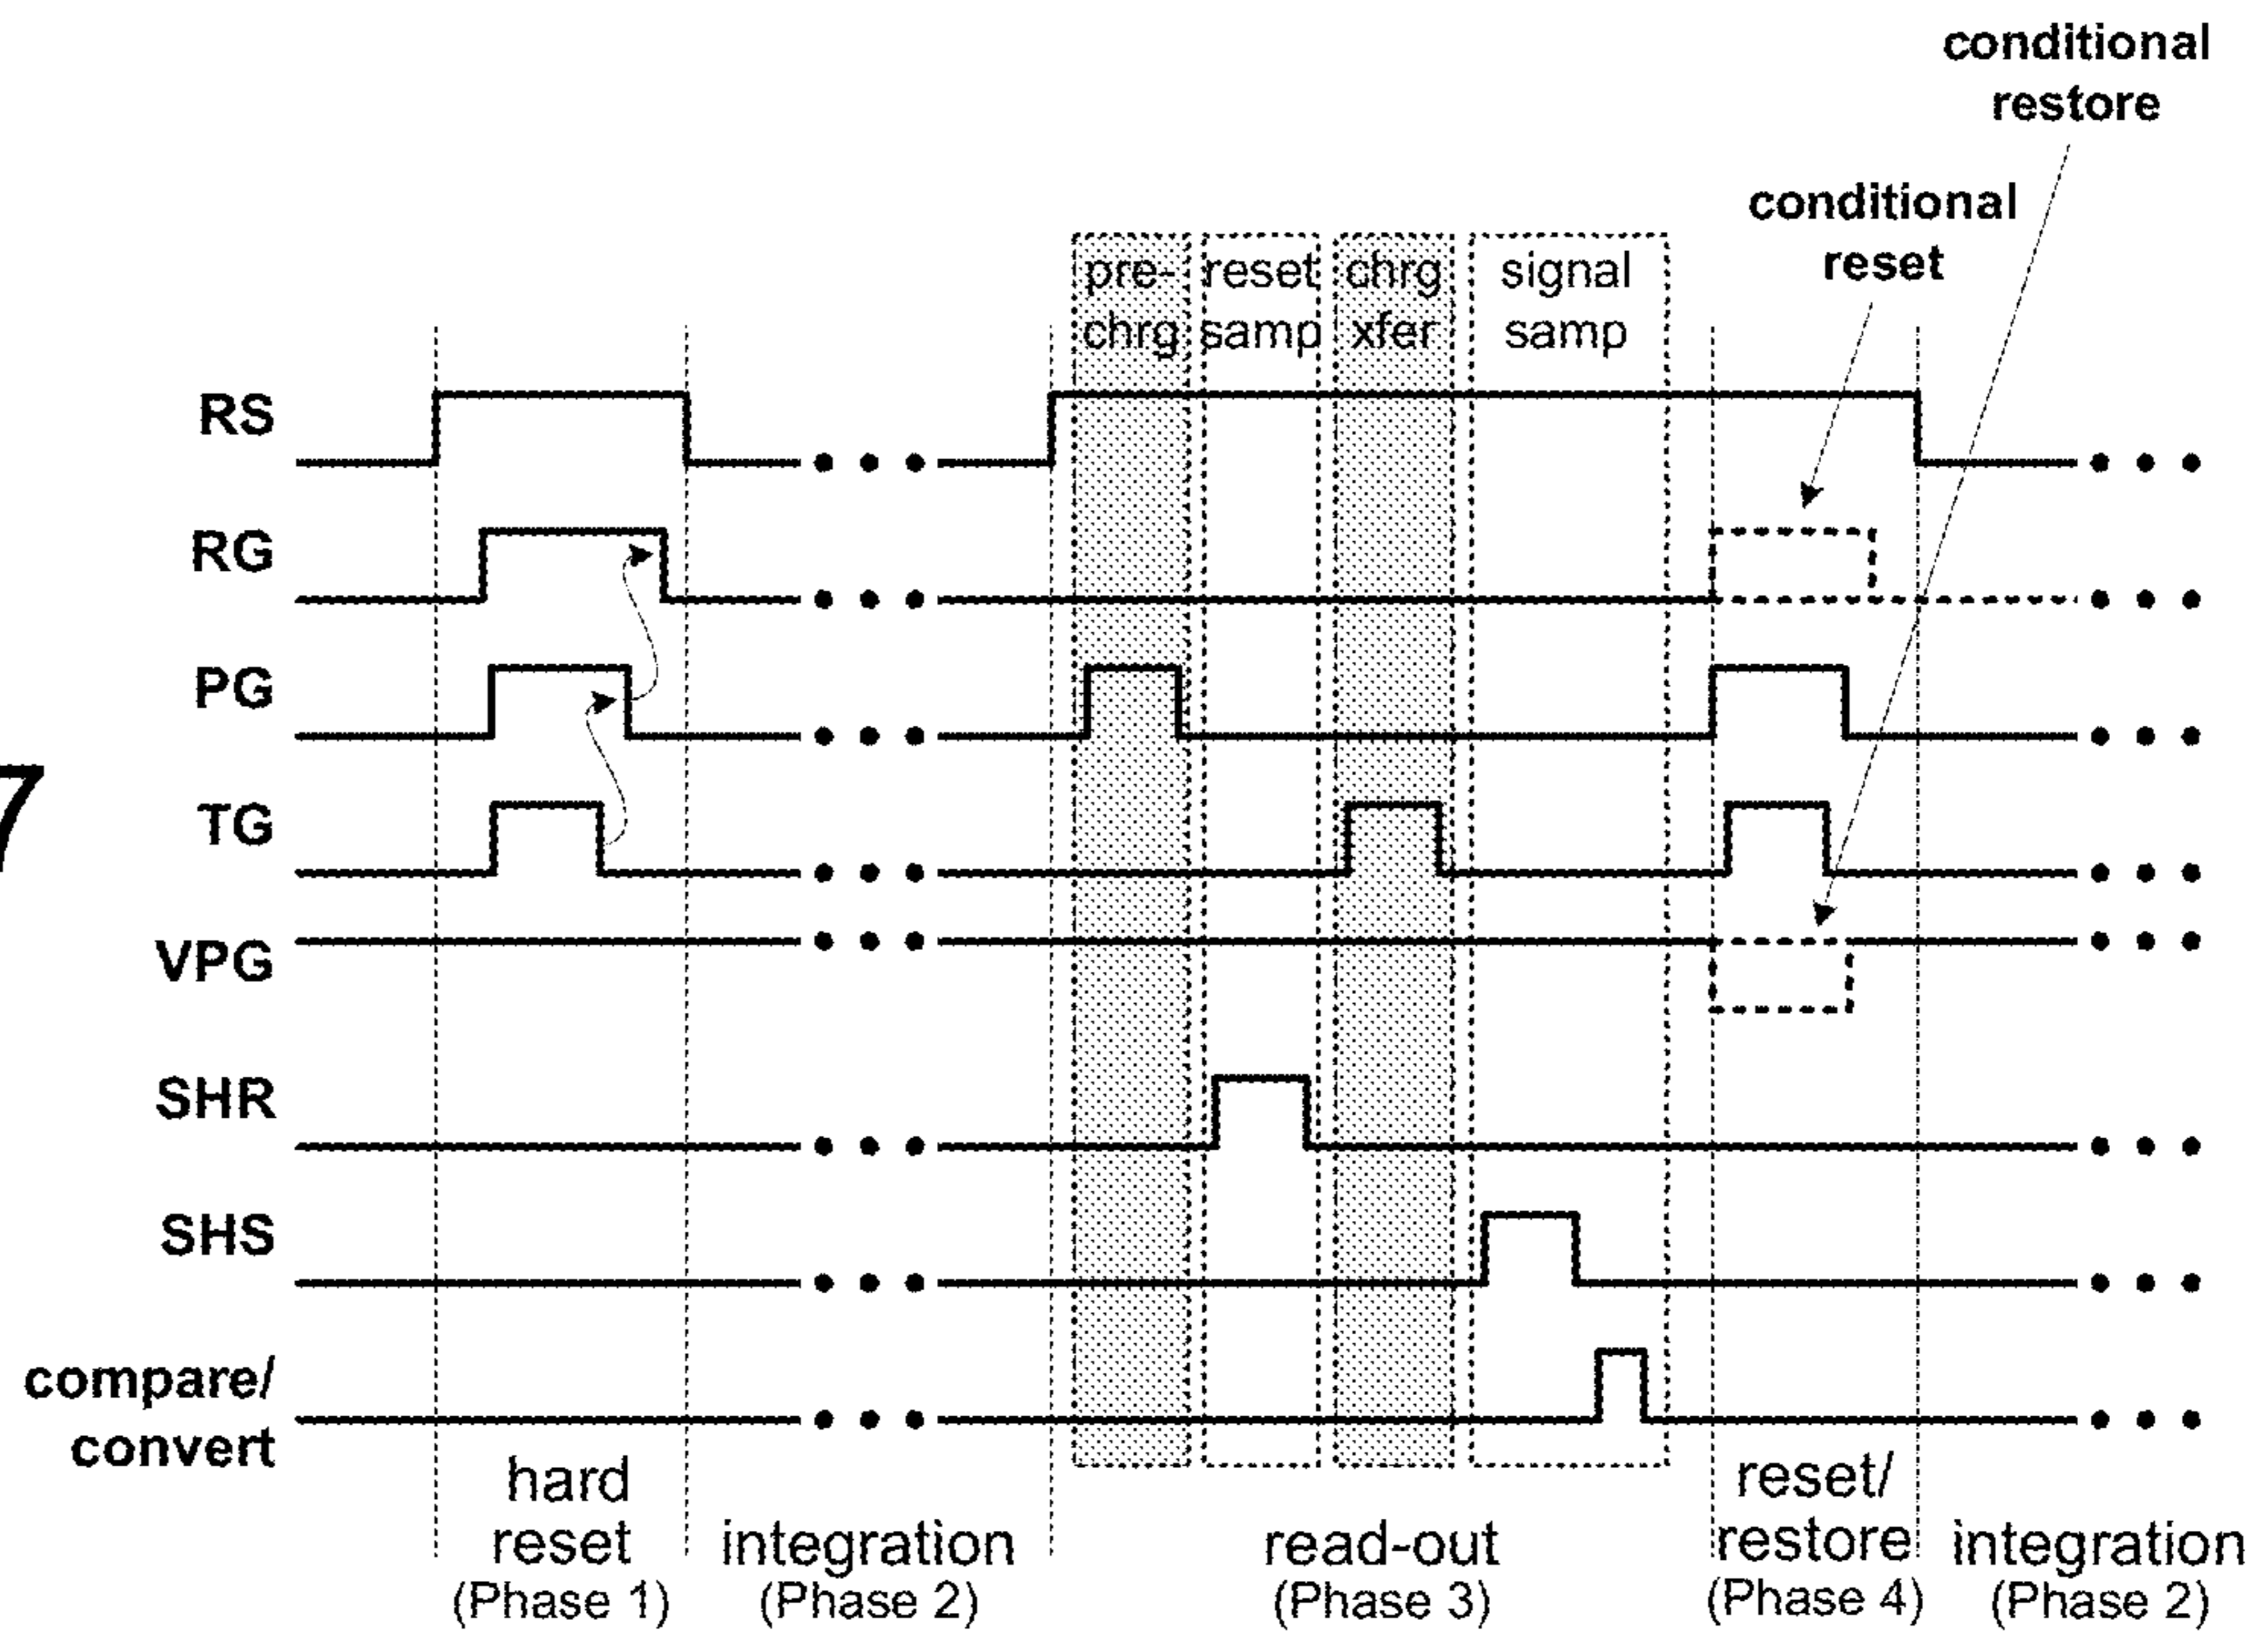 conditional
restore
conditional
reset
pre-
chrg
reset
samp
chrg
xfer
signal
samp
RS
RG
PG
7
TG
VPG
SHR
SHS
compare/
convert
hard
reset
(Phase 1)
integration
(Phase 2)
read-out
(Phase 3)
reset/
restore
(Phase 4)
integration
(Phase 2)